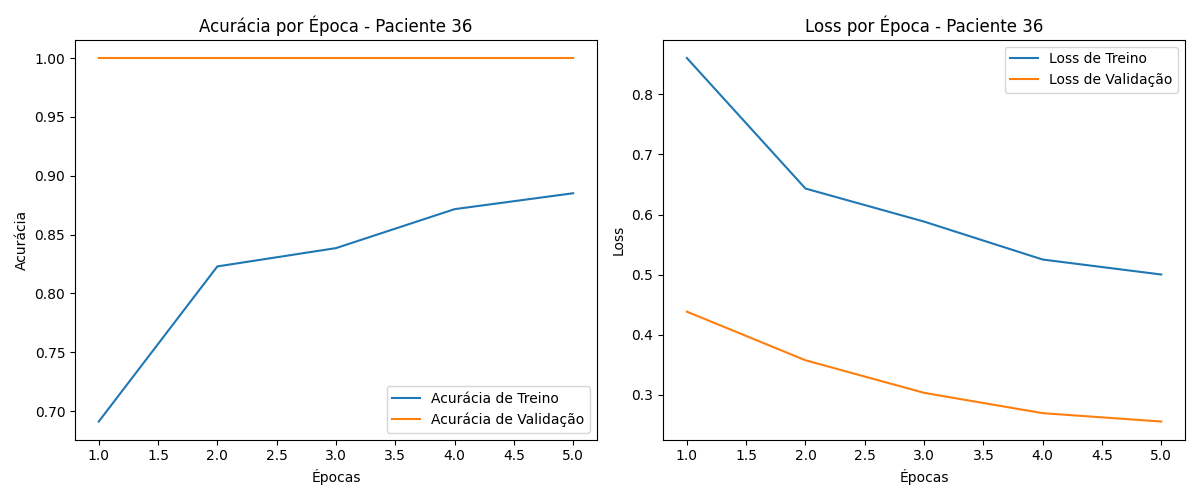 Acurácia por Época - Paciente 36
1.00
0.95
0.90
0.85
0.80
0.75
0.70
Acurácia
Acurácia de Treino
Acurácia de Validação
1.0 1.5 2.0 2.5 3.0 3.5 4.0 4.5 5.0
Épocas
Loss por Época - Paciente 36
Loss de Treino
Loss de Validação
0.8
0.7
0.6
0.5
0.4
0.3
Loss
1.0 1.5 2.0 2.5 3.0 3.5 4.0 4.5 5.0
Épocas